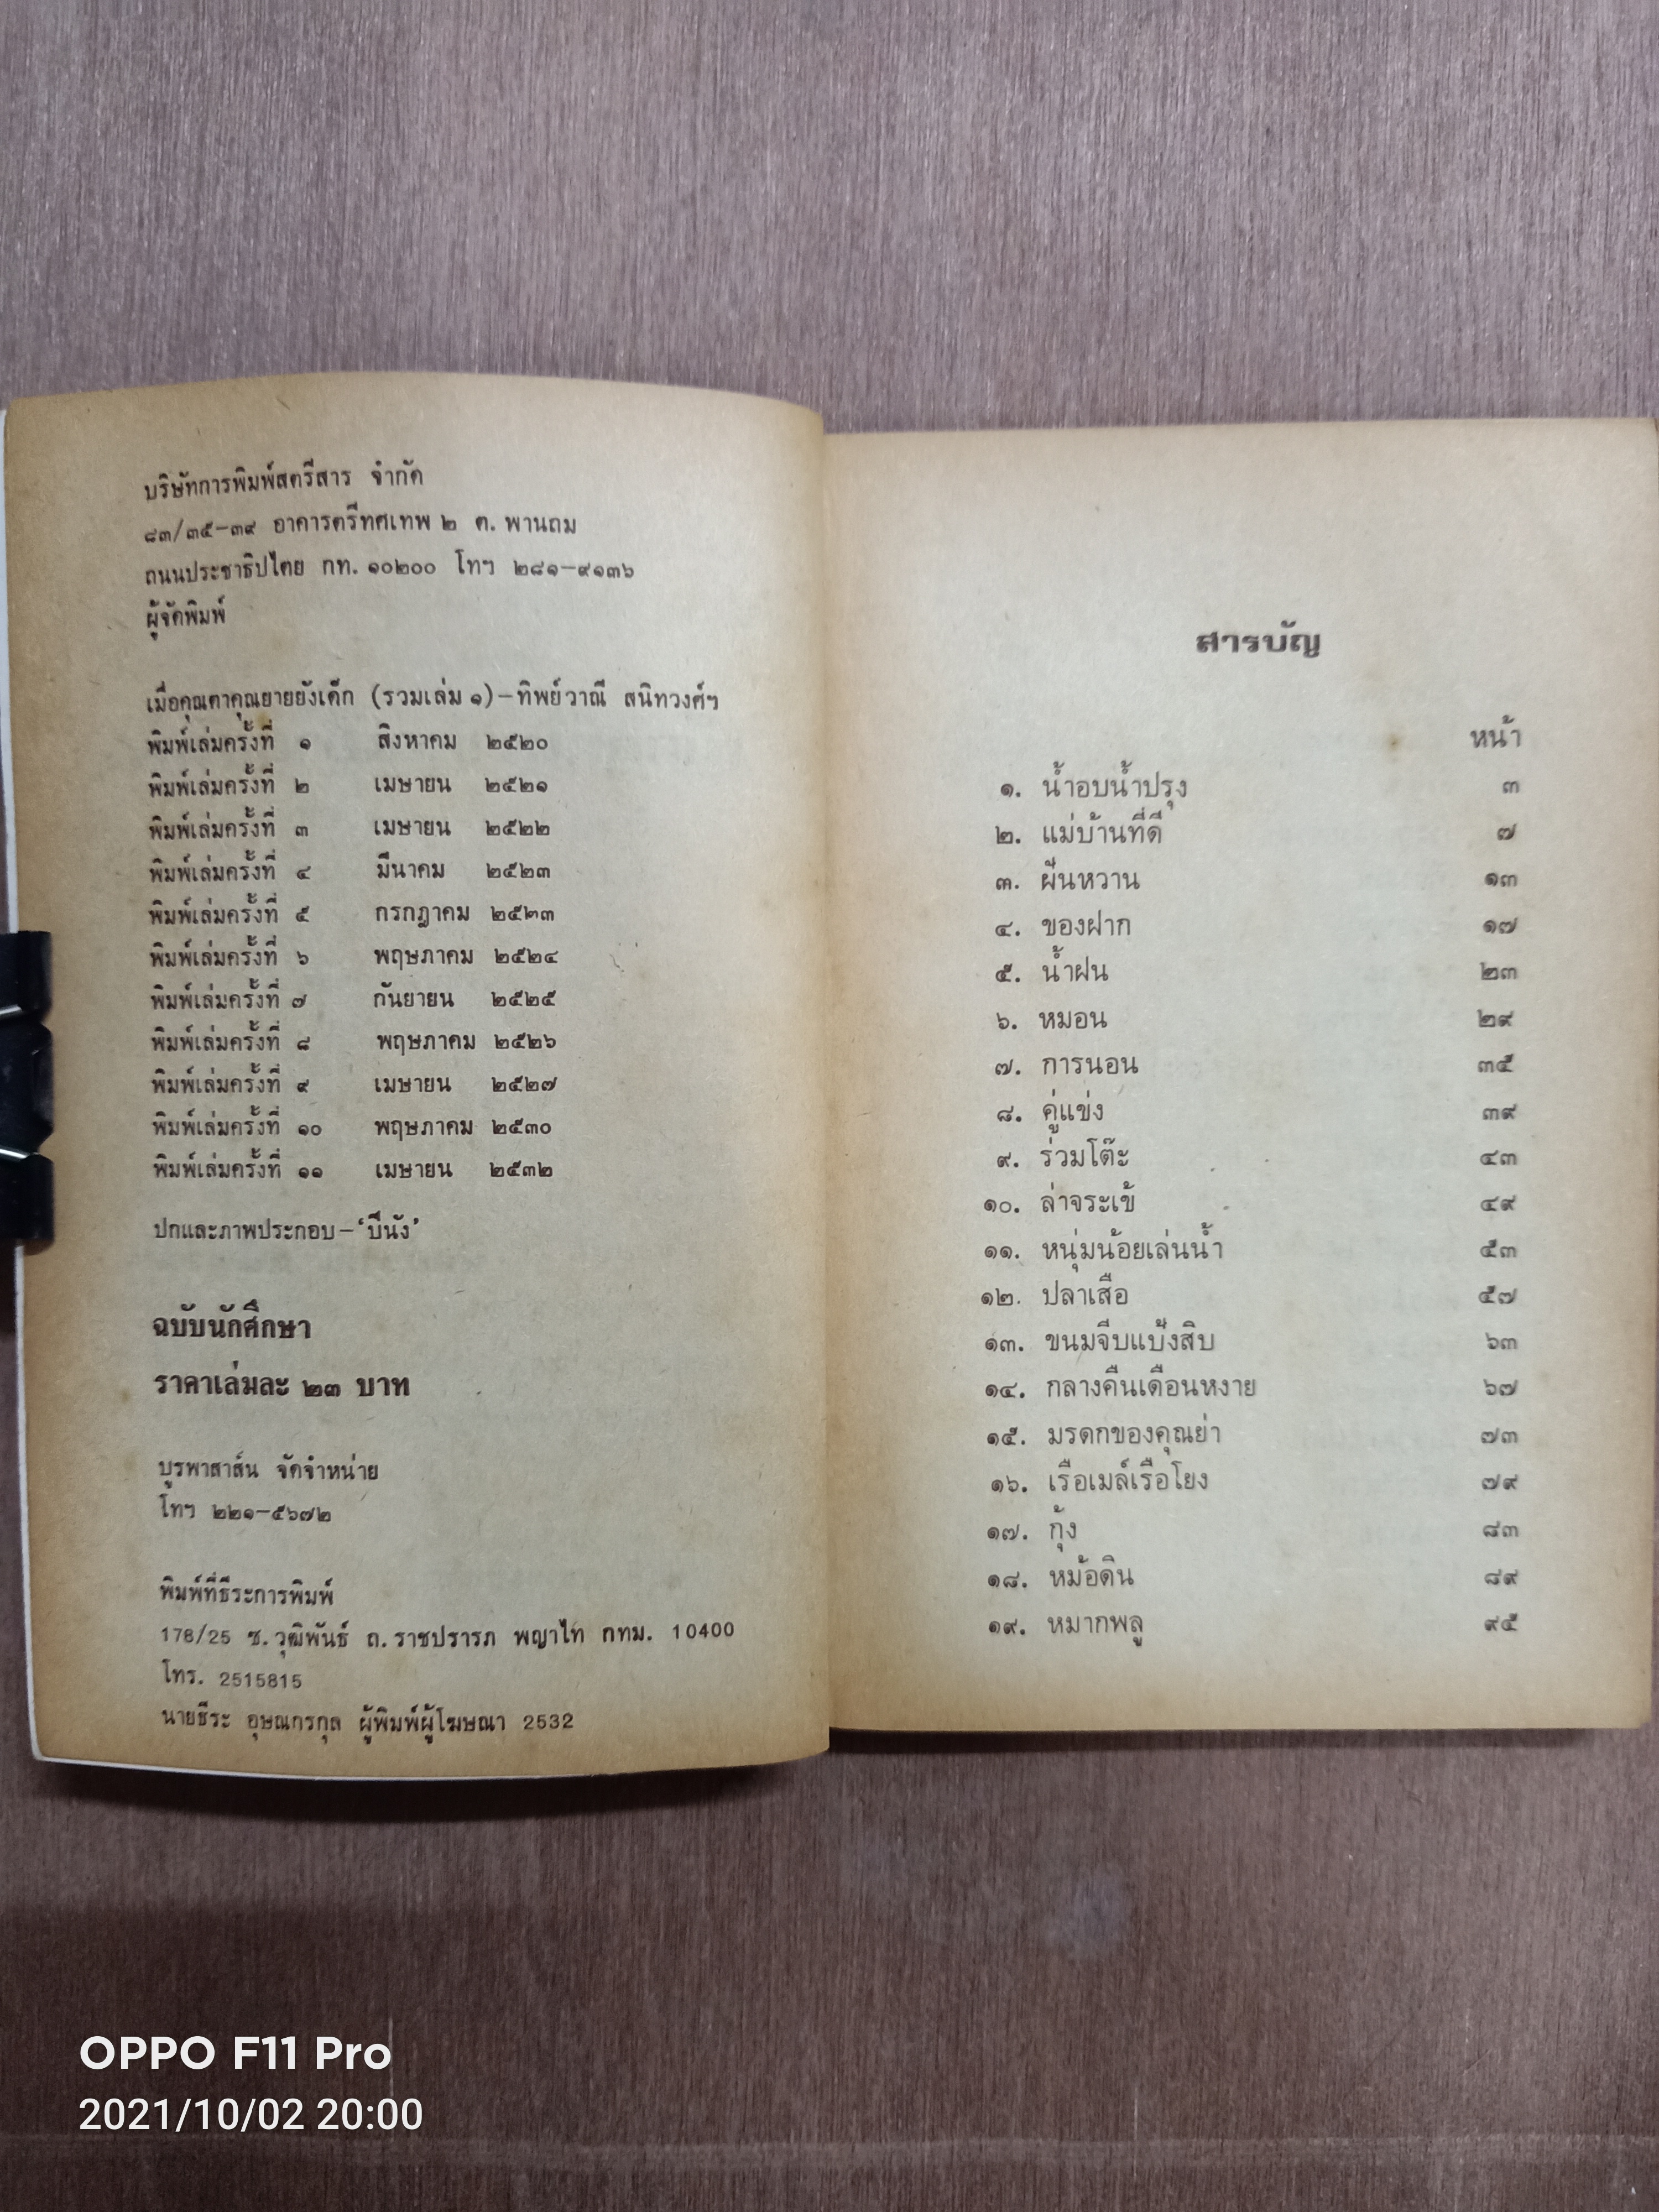 บริษัทการพิมพ์สตรีสาร จำกัด
๘๓/๓๕-๓๙ อาคารตรีทศเทพ ๒ ต. พานถม
ถนนประชาธิปไตย กท. ๑๐๒๐๐ โทฯ ๒๘๑-๙๑๓๖
ผู้จัดพิมพ์
เมื่อคุณตาคุณยายยังเด็ก (รวมเล่ม ๑)-ทิพย์วาณี สนิทวงศ์ฯ
พิมพ์เล่มครั้งที่ ๑ สิงหาคม ๒๕๒๐
พิมพ์เล่มครั้งที่ ๒ เมษายน ๒๕๒๑
พิมพ์เล่มครั้งที่ ๓ เมษายน ๒๕๒๒
พิมพ์เล่มครั้งที่ ๔ มีนาคม ๒๕๒๓
พิมพ์เล่มครั้งที่ ๕ กรกฎาคม ๒๕๒๓
พิมพ์เล่มครั้งที่ ๖ พฤษภาคม ๒๕๒๔
พิมพ์เล่มครั้งที่ ๗ กันยายน ๒๕๒๕
พิมพ์เล่มครั้งที่ ๘ พฤษภาคม ๒๕๒๖
พิมพ์เล่มครั้งที่ ๙ เมษายน ๒๕๒๗
พิมพ์เล่มครั้งที่ ๑๐ พฤษภาคม ๒๕๓๐
พิมพ์เล่มครั้งที่ ๑๑ เมษายน ๒๕๓๒
ปกและภาพประกอบ-'บีนัง'
ฉบับนักศึกษา
ราคาเล่มละ ๒๓ บาท
บูรพาสาส์น จัดจำหน่าย
โทฯ ๒๒๑-๕๖๗๒
พิมพ์ที่ธีระการพิมพ์
178/25 ซ. วุฒิพันธ์ ถ. ราชปรารภ พญาไท กทม. 10400
โทร. 2515815
นายธีระ อุษณกรกุล ผู้พิมพ์ผู้โฆษณา 2532
สารบัญ
หน้า
๑. น้ำอบน้ำปรุง ๓
๒. แม่บ้านที่ดี ๗
๓. ฝันหวาน ๑๓
๔. ของฝาก ๑๗
๕. น้ำฝน ๒๓
๖. หมอน ๒๙
๗. การนอน ๓๕
๘. คู่แข่ง ๓๙
๙. ร่วมโต๊ะ ๔๓
๑๐. ล่าจระเข้ ๔๙
๑๑. หนุ่มน้อยเล่นน้ำ ๕๓
๑๒. ปลาเสือ ๕๗
๑๓. ขนมจีบแป้งสิบ ๖๓
๑๔. กลางคืนเดือนหงาย ๖๗
๑๕. มรดกของคุณย่า ๗๓
๑๖. เรือเมล์เรือโยง ๗๙
๑๗. กุ้ง ๘๓
๑๘. หม้อดิน ๘๙
๑๙. หมากพลู ๙๕
OPPO F11 Pro
2021/10/02 20:00